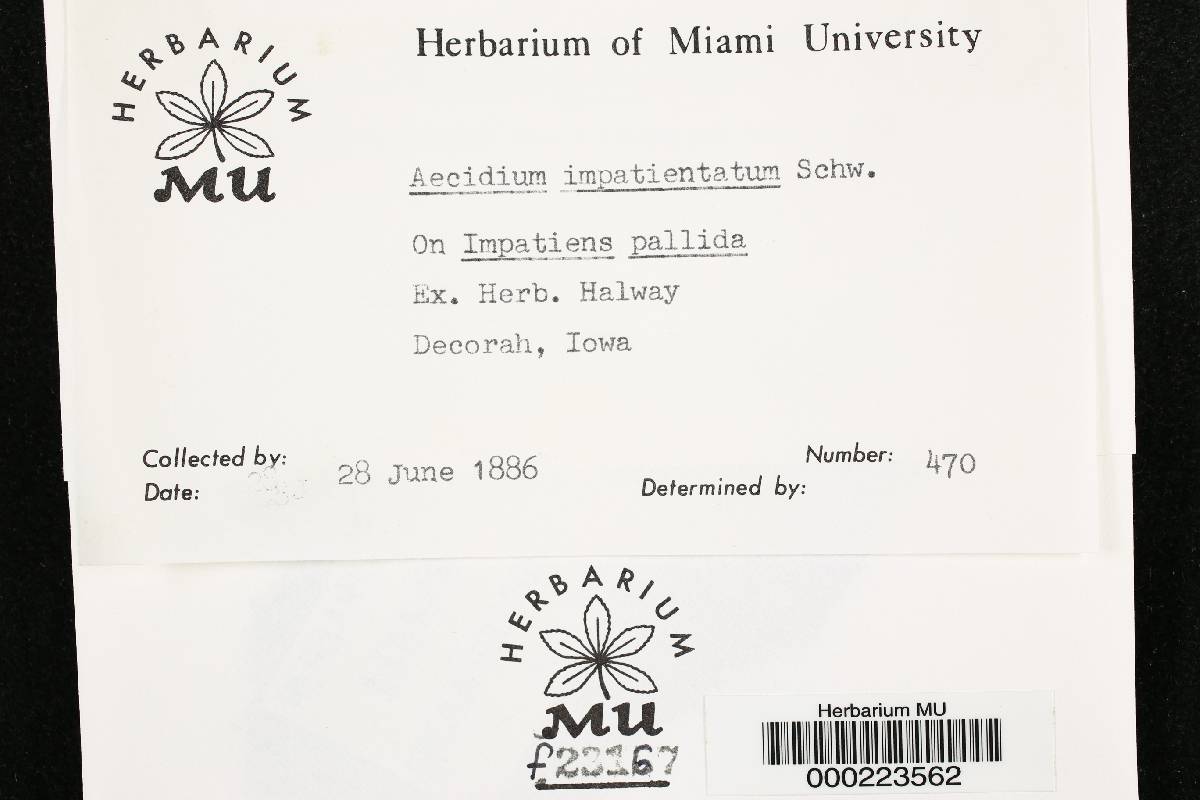 HERBARIUM
MU
Herbarium of Miami University
Aecidium impatientatum Schw.
On Impatiens pallida
Ex. Herb. Halway
Decorah, Iowa
Collected by:
Date: 28 June 1886
Number: 470
Determined by:
HERBARIUM
MU
f23167
Herbarium MU
000223562